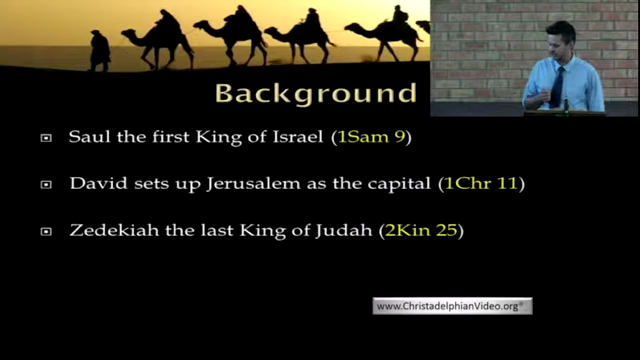 Background
Saul the first King of Israel (1Sam 9)
David sets up Jerusalem as the capital (1Chr 11)
Zedekiah the last King of Judah (2Kin 25)
www.ChristadelphianVideo.org®